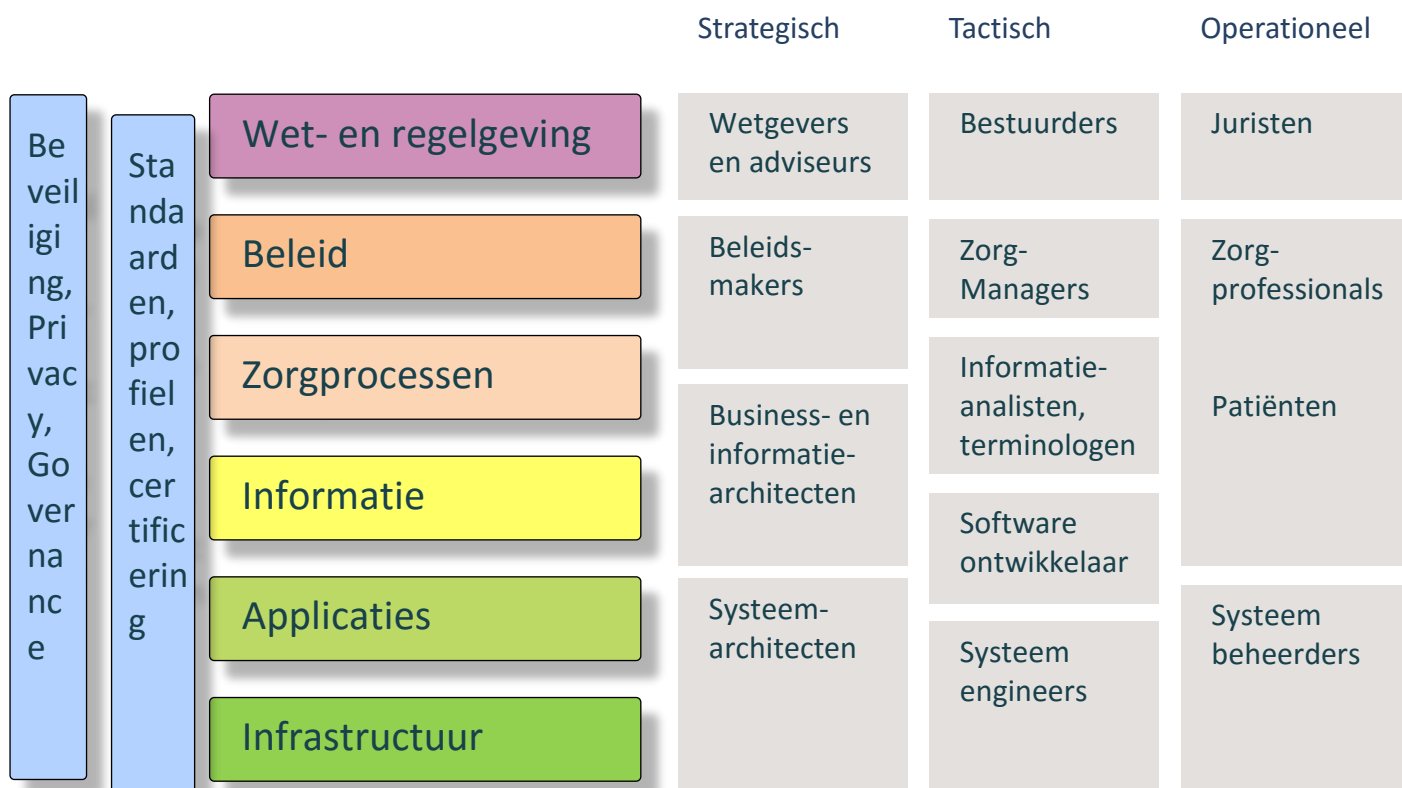 Strategisch
Tactisch
Operationeel
Be
veil
igi
ng,
Pri
vac
y,
Go
ver
na
nc
e
Sta
nda
ard
en,
pro
fiel
en,
cer
tific
erin
g
Wet- en regelgeving
Beleid
Zorgprocessen
Informatie
Applicaties
Infrastructuur
Wetgevers
en adviseurs
Beleids-
makers
Business- en
informatie-
architecten
Systeem-
architecten
Bestuurders
Zorg-
Managers
Informatie-
analisten,
terminologen
Software
ontwikkelaar
Systeem
engineers
Juristen
Zorg-
professionals
Patiënten
Systeem
beheerders